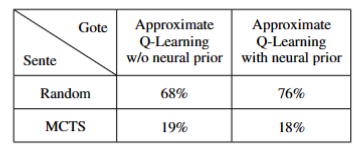 Gote
Sente
Approximate
Q-Learning
w/o neural prior
Approximate
Q-Learning
with neural prior
Random 68% 76%
MCTS 19% 18%